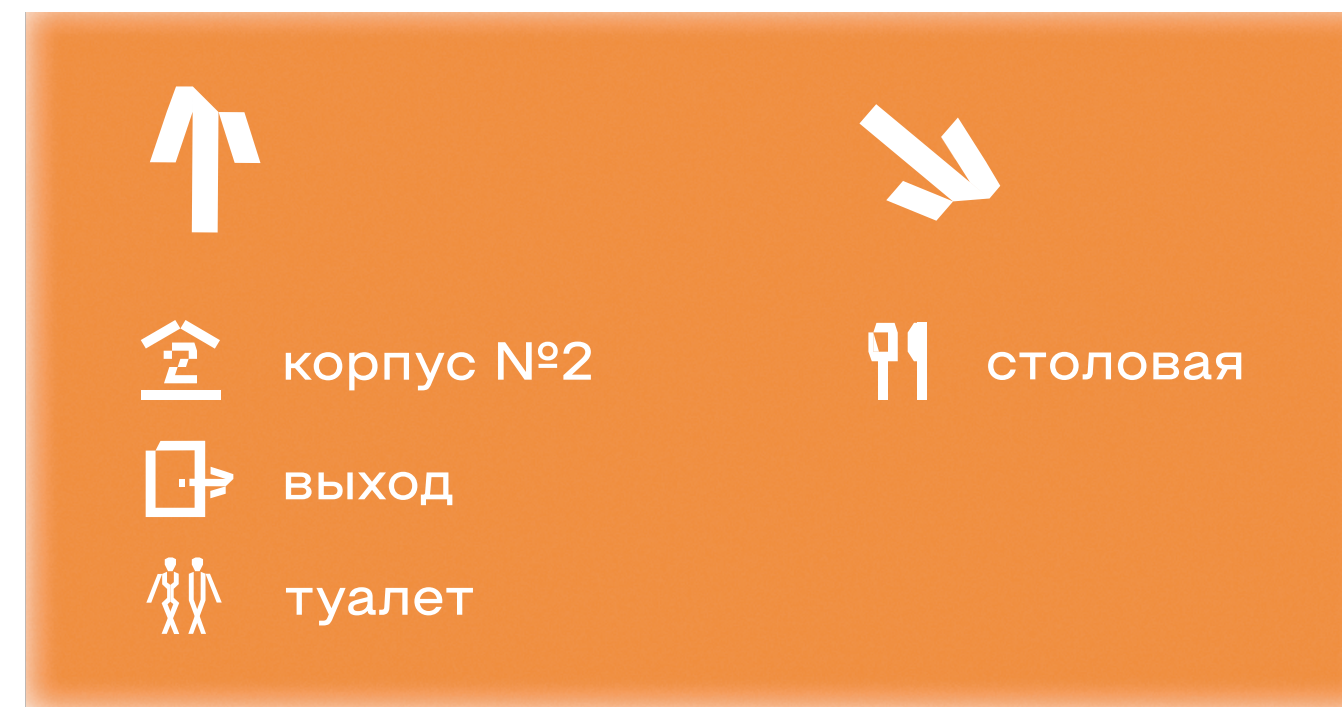 корпус №2
выход
туалет
столовая